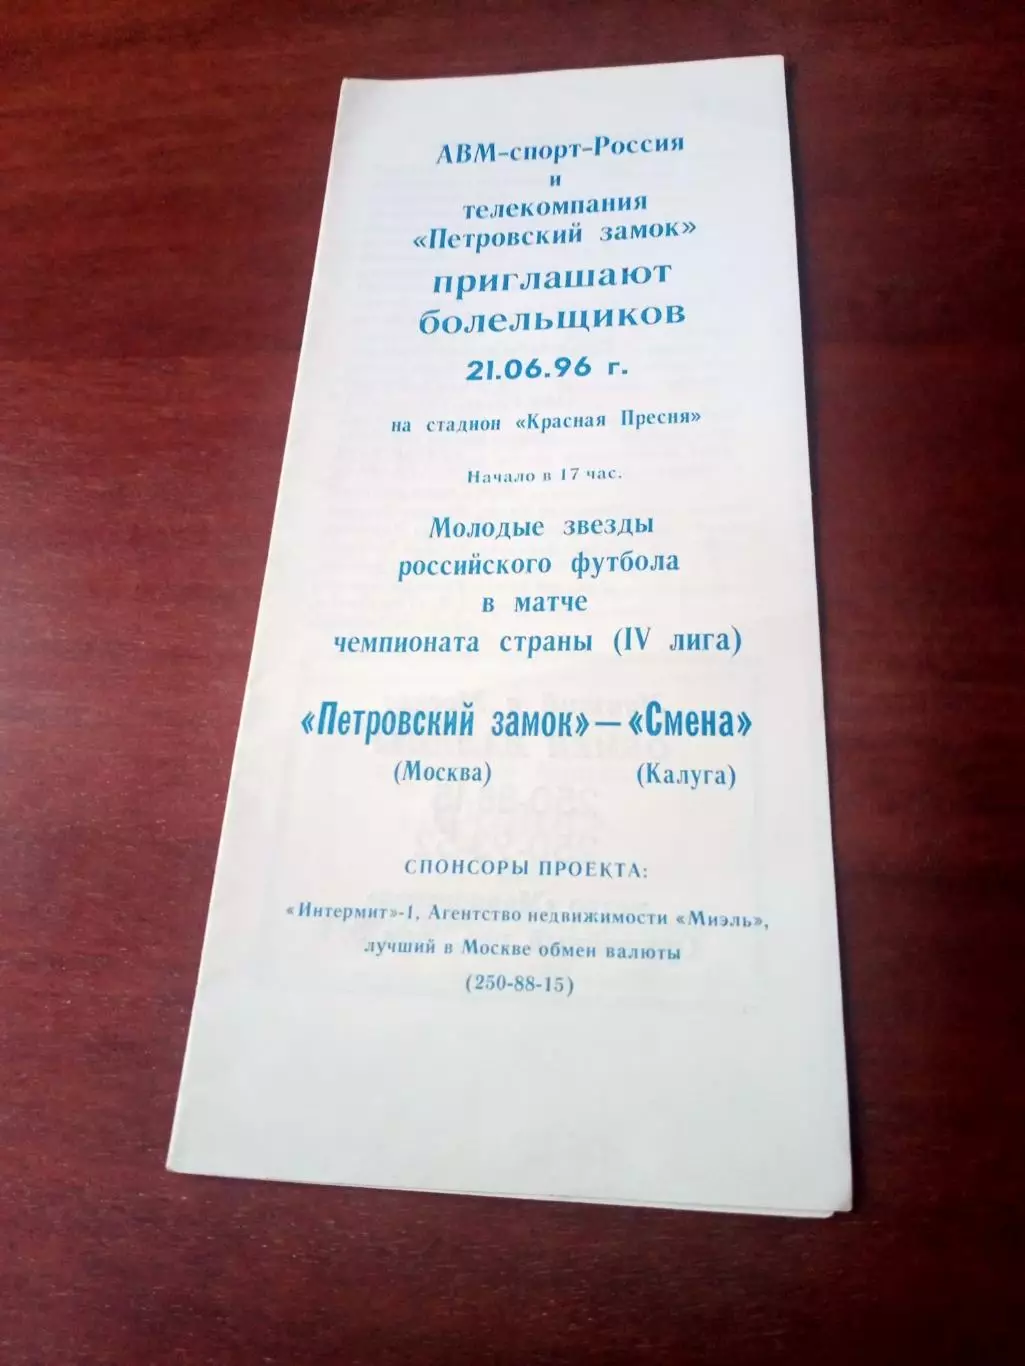 АВМ-спорт-Россия
и
телекомпания
«Петровский замок»
приглашают
болельщиков
21.06.96 г.
на стадион «Красная Пресня»
Начало в 17 час.
Молодые звезды
российского футбола
в матче
чемпионата страны (IV лига)
«Петровский замок» — «Смена»
(Москва) (Калуга)
СПОНСОРЫ ПРОЕКТА:
«Интермит»-1, Агентство недвижимости «Миэль»,
лучший в Москве обмен валюты
(250-88-15)